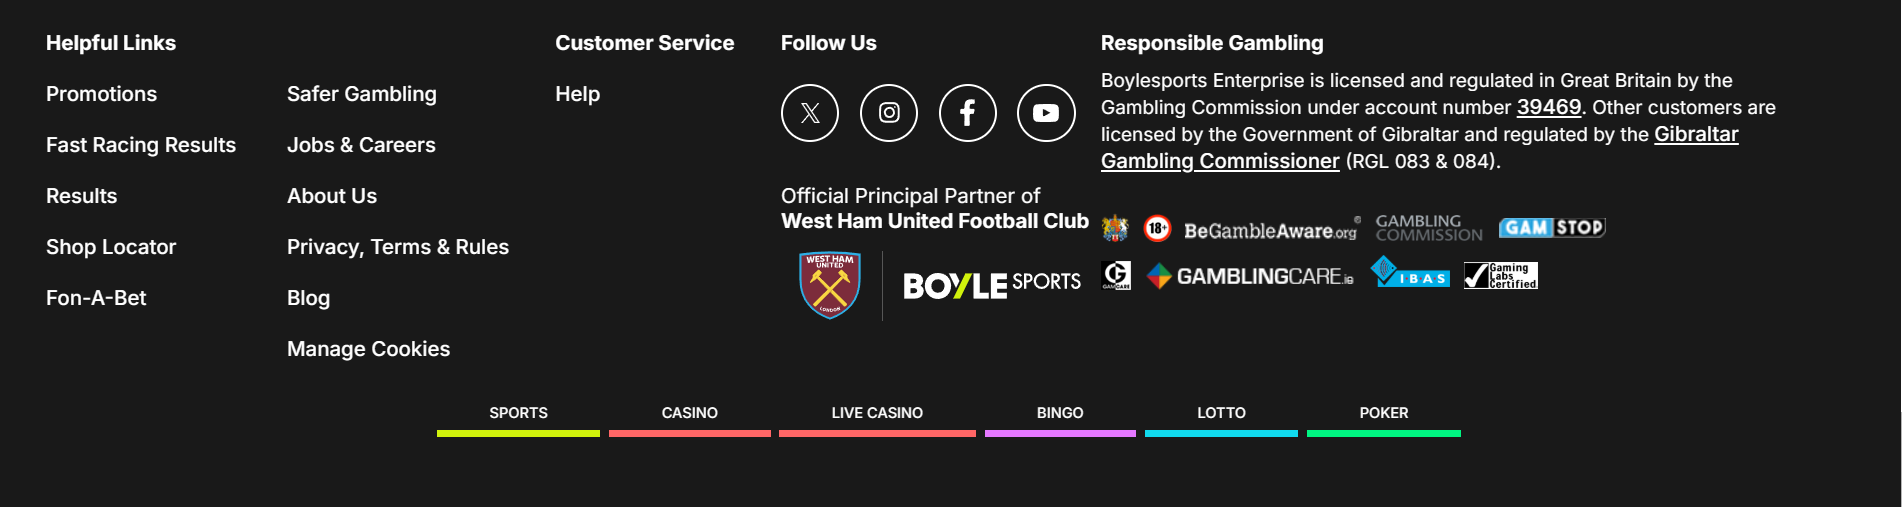 Helpful Links
Promotions
Fast Racing Results
Results
Shop Locator
Fon-A-Bet
Safer Gambling
Jobs & Careers
About Us
Privacy, Terms & Rules
Blog
Manage Cookies
Customer Service
Help
Follow Us
Official Principal Partner of
West Ham United Football Club
WEST HAM
UNITED
LONDON
BOYLE SPORTS
Responsible Gambling
Boylesports Enterprise is licensed and regulated in Great Britain by the
Gambling Commission under account number 39469. Other customers are
licensed by the Government of Gibraltar and regulated by the Gibraltar
Gambling Commissioner (RGL 083 & 084).
18+
BeGambleAware.org®
GAMBLING
COMMISSION
GAMSTOP
GAMCARE
GAMBLINGCARE.ie
IBAS
Gaming
Labs
Certified
SPORTS
CASINO
LIVE CASINO
BINGO
LOTTO
POKER